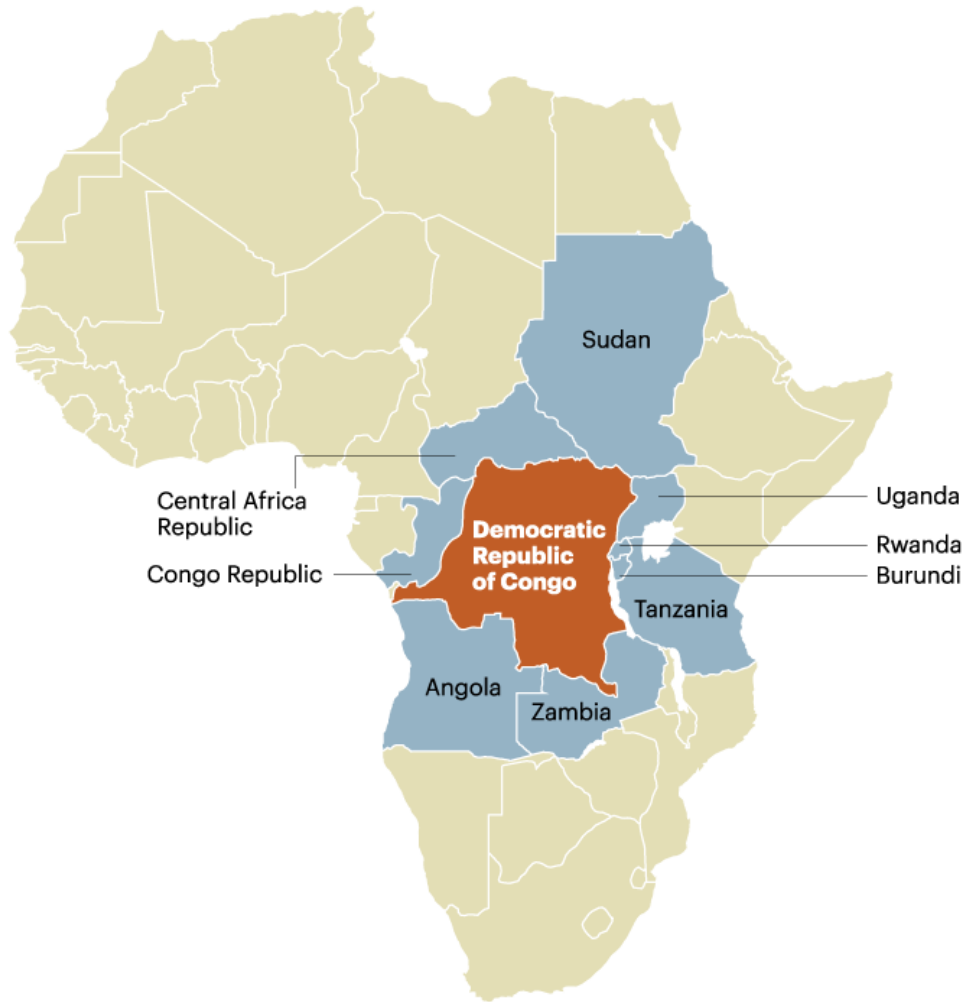 Sudan
Central Africa
Republic
Uganda
Democratic
Republic
of Congo
Rwanda
Congo Republic
Burundi
Tanzania
Angola
Zambia